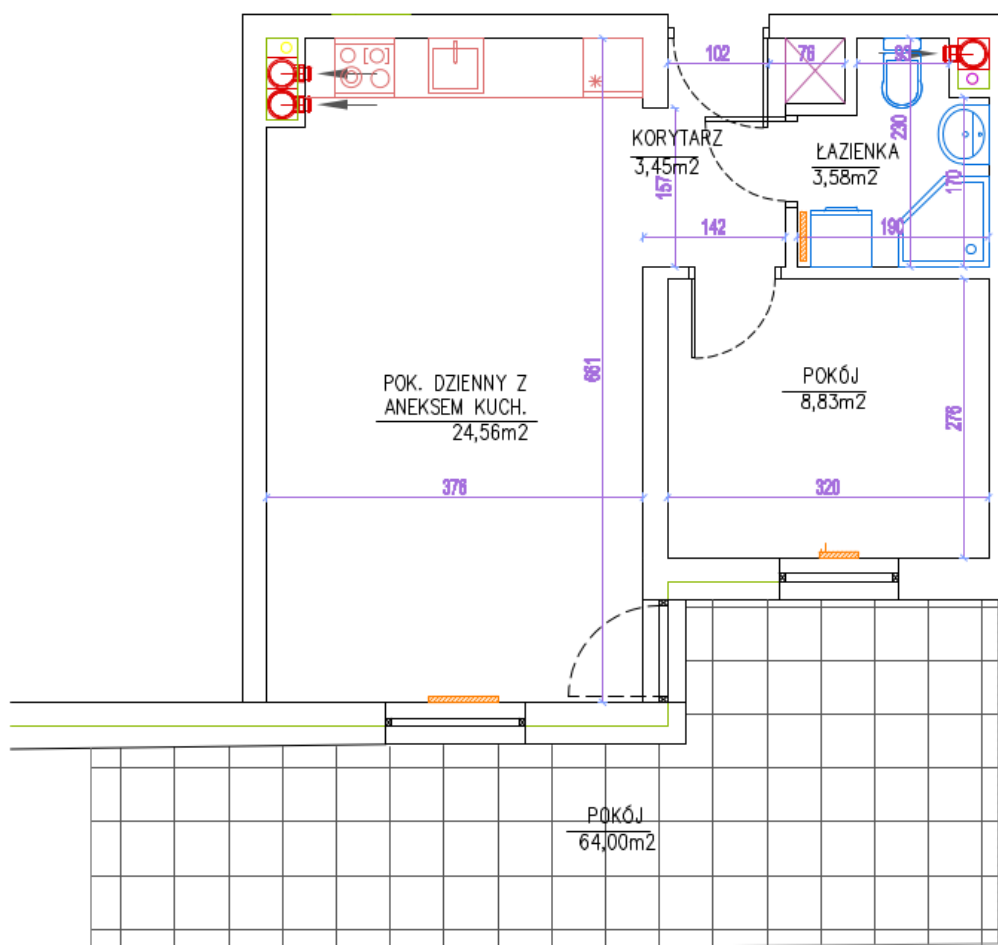 102
76
93
KORYTARZ
3,45m2
ŁAZIENKA
3,58m2
230
157
170
142
190
POK. DZIENNY Z
ANEKSEM KUCH.
24,56m2
661
POKÓJ
8,83m2
276
376
320
POKÓJ
64,00m2